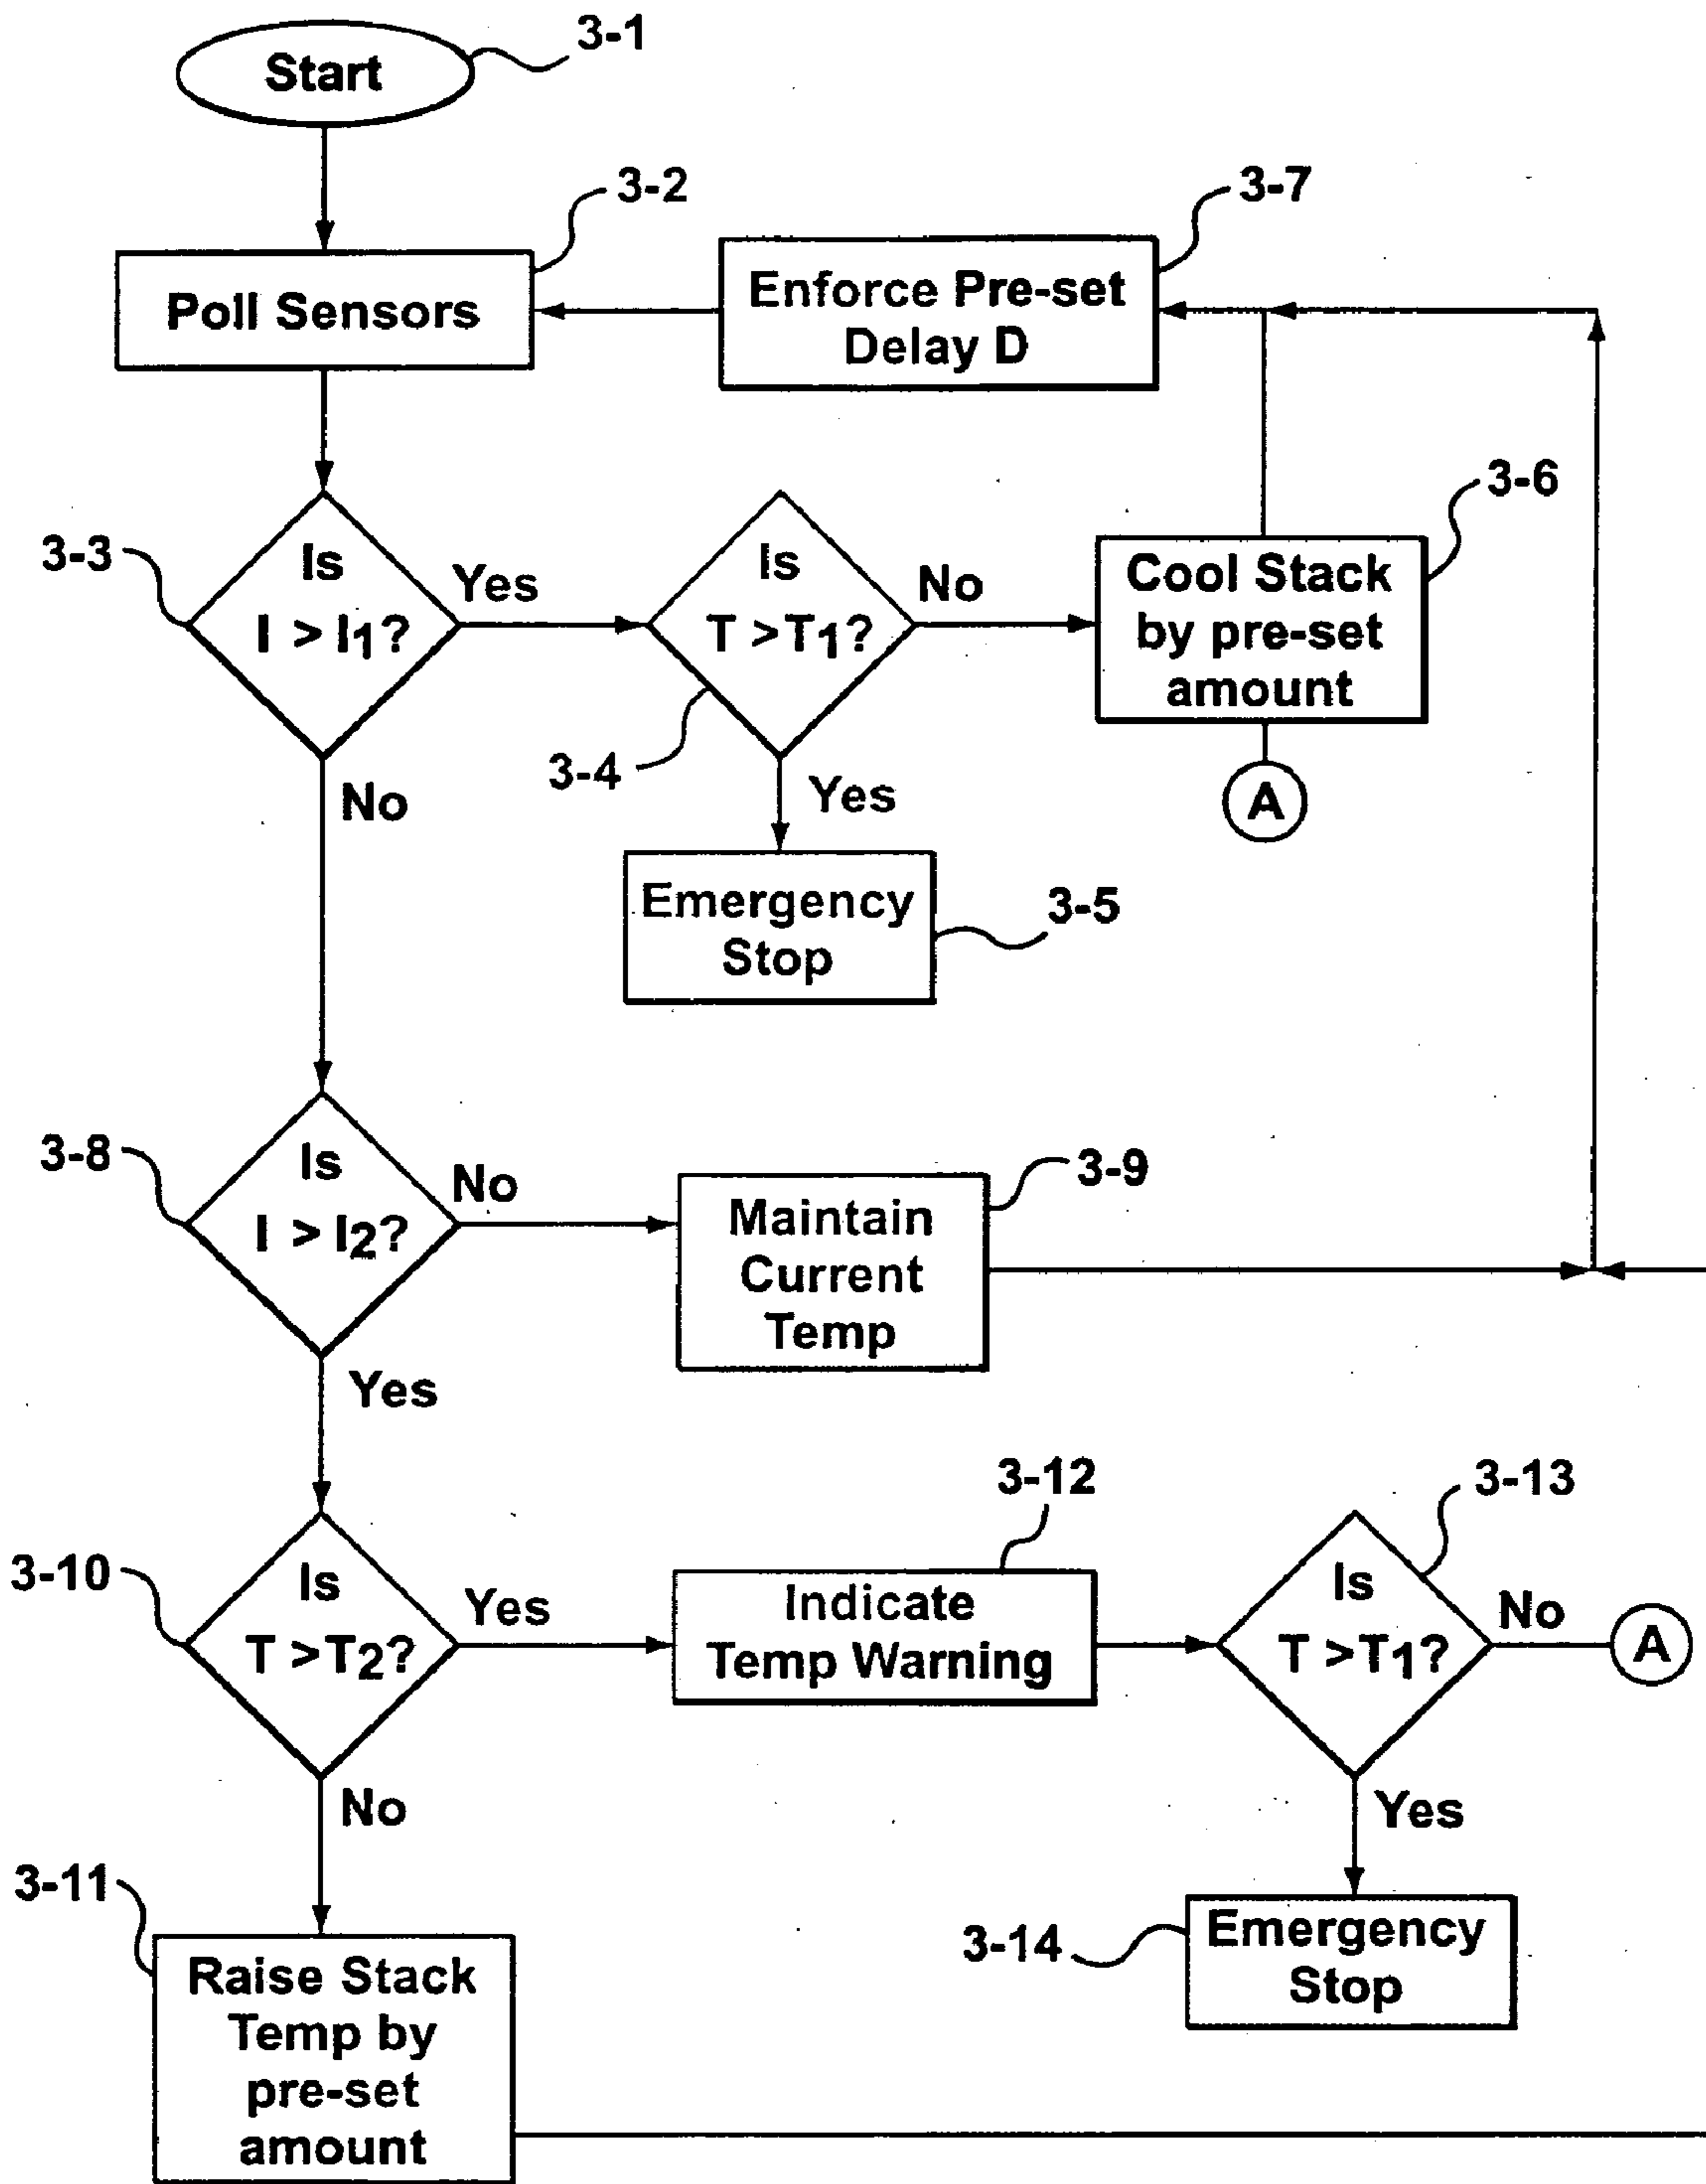 3-1
Start
3-2
3-7
Poll Sensors
Enforce Pre-set
Delay D
3-3
Is
I > I1?
Yes
Is
T >T1?
No
3-6
Cool Stack
by pre-set
amount
3-4
No
Yes
A
Emergency
Stop
3-5
3-8
Is
I > I2?
No
3-9
Maintain
Current
Temp
Yes
3-12
3-13
3-10
Is
T >T2?
Yes
Indicate
Temp Warning
Is
T >T1?
No
A
No
Yes
3-11
Raise Stack
Temp by
pre-set
amount
3-14
Emergency
Stop